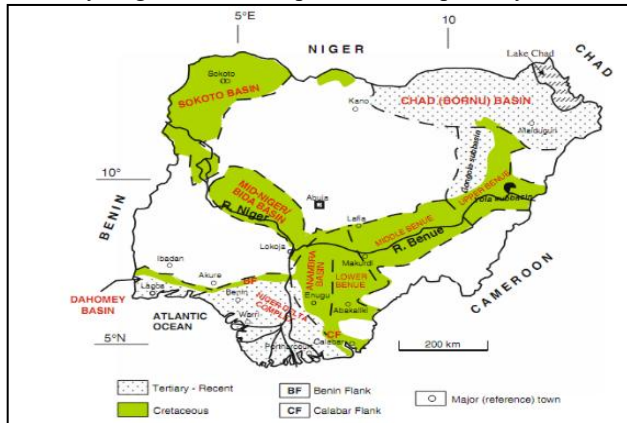 5°E
10
NIGER
CHAD
Lake Chad
Sokoto
SOKOTO BASIN
Kano
CHAD (BORNU) BASIN
Maiduguri
Gongola subbasin
10°
MID-NIGER/
BIDA BASIN
Abuja
UPPER BENUE
Yola subbasin
R. Niger
Lafia
MIDDLE BENUE
R. Benue
BENIN
Lokoja
Makurdi
Ibadan
ANAMBRA
BASIN
LOWER
BENUE
CAMEROON
Akure
BF
Lagos
Benin
Enugu
DAHOMEY
BASIN
NIGER DELTA
COMPLEX
Abakaliki
ATLANTIC
OCEAN
Warri
CF
5°N
Portharcourt
Calabar
200 km
Tertiary - Recent
BF
Benin Flank
Cretaceous
CF
Calabar Flank
Major (reference) town